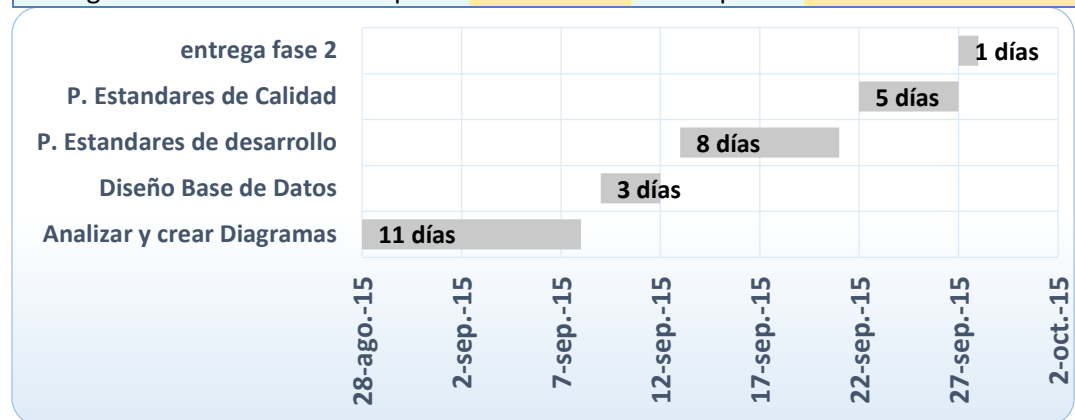 entrega fase 2
1 días
P. Estandares de Calidad
5 días
P. Estandares de desarrollo
8 días
Diseño Base de Datos
3 días
Analizar y crear Diagramas
11 días
28-ago.-15
2-sep.-15
7-sep.-15
12-sep.-15
17-sep.-15
22-sep.-15
27-sep.-15
2-oct.-15